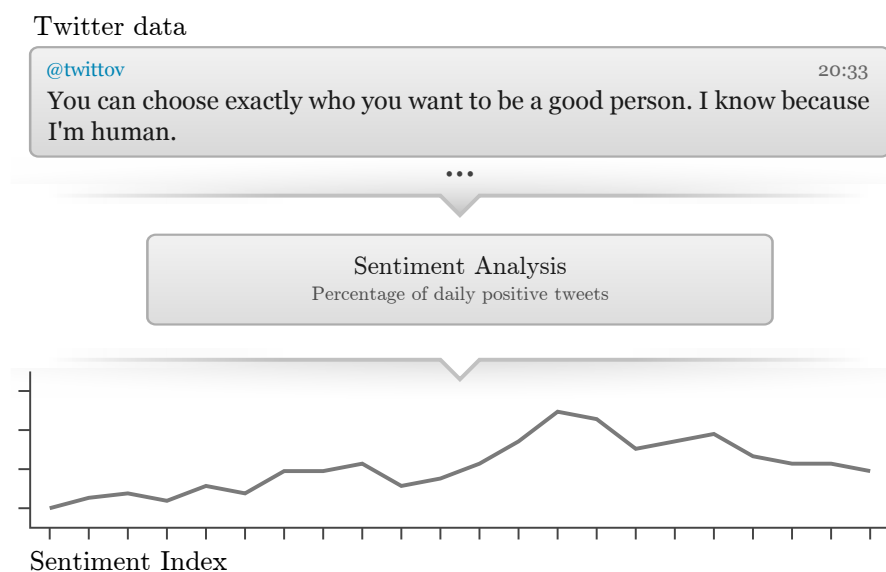 Twitter data
@twittov 20:33
You can choose exactly who you want to be a good person. I know because
I'm human.
...
Sentiment Analysis
Percentage of daily positive tweets
Sentiment Index